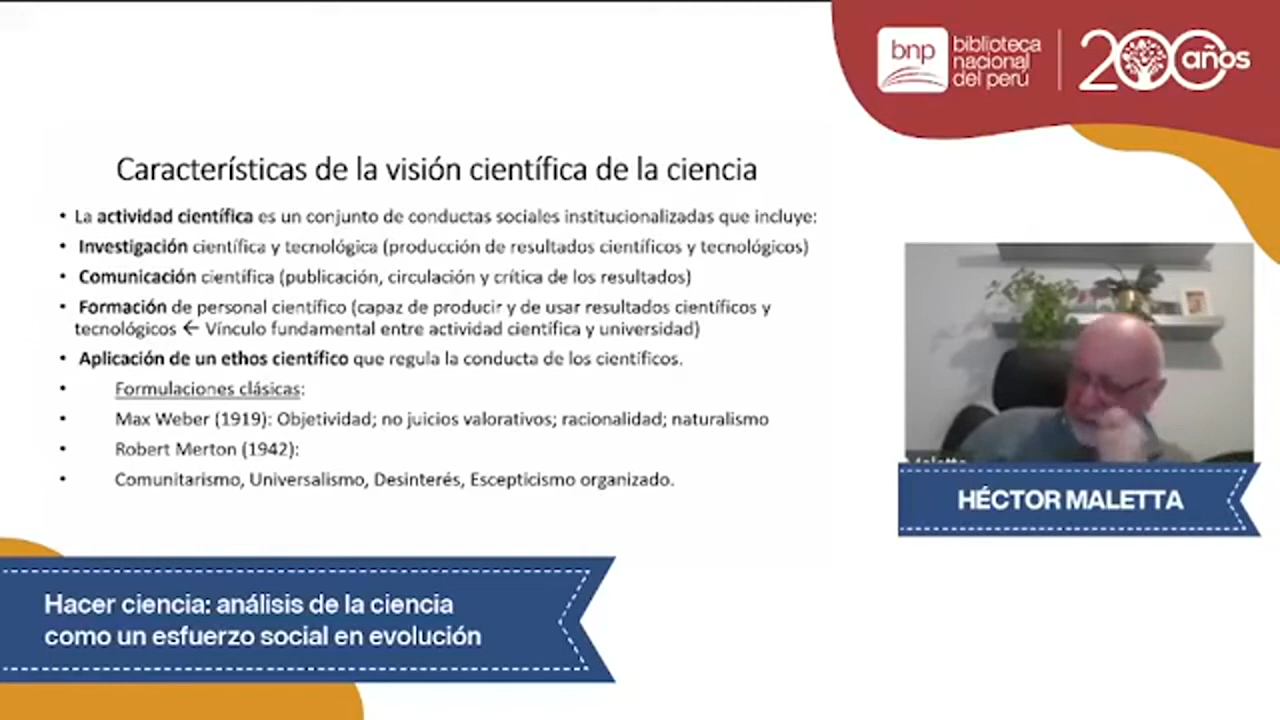 bnp
biblioteca
nacional
del perú
200 años
Características de la visión científica de la ciencia
• La actividad científica es un conjunto de conductas sociales institucionalizadas que incluye:
• Investigación científica y tecnológica (producción de resultados científicos y tecnológicos)
• Comunicación científica (publicación, circulación y crítica de los resultados)
• Formación de personal científico (capaz de producir y de usar resultados científicos y
tecnológicos ← Vínculo fundamental entre actividad científica y universidad)
• Aplicación de un ethos científico que regula la conducta de los científicos.
• Formulaciones clásicas:
• Max Weber (1919): Objetividad; no juicios valorativos; racionalidad; naturalismo
• Robert Merton (1942):
• Comunitarismo, Universalismo, Desinterés, Escepticismo organizado.
HÉCTOR MALETTA
Hacer ciencia: análisis de la ciencia
como un esfuerzo social en evolución